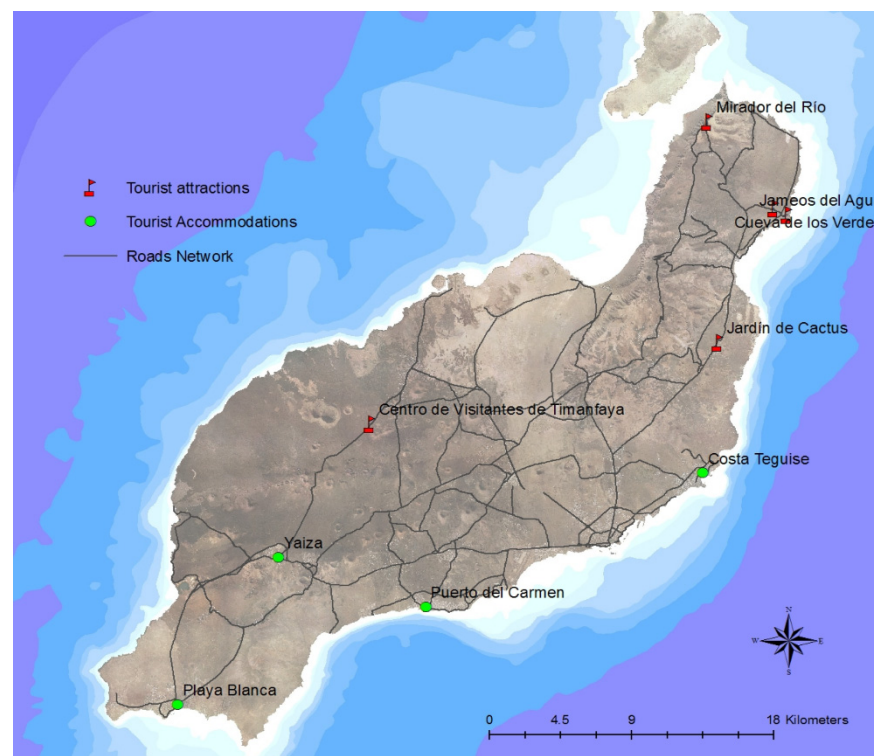 Mirador del Río
Tourist attractions
Jameos del Agu
Tourist Accommodations
Cueva de los Verde
Roads Network
Jardín de Cactus
Centro de Visitantes de Timanfaya
Costa Teguise
Yaiza
Puerto del Carmen
N
W E
S
Playa Blanca
0 4.5 9 18 Kilometers